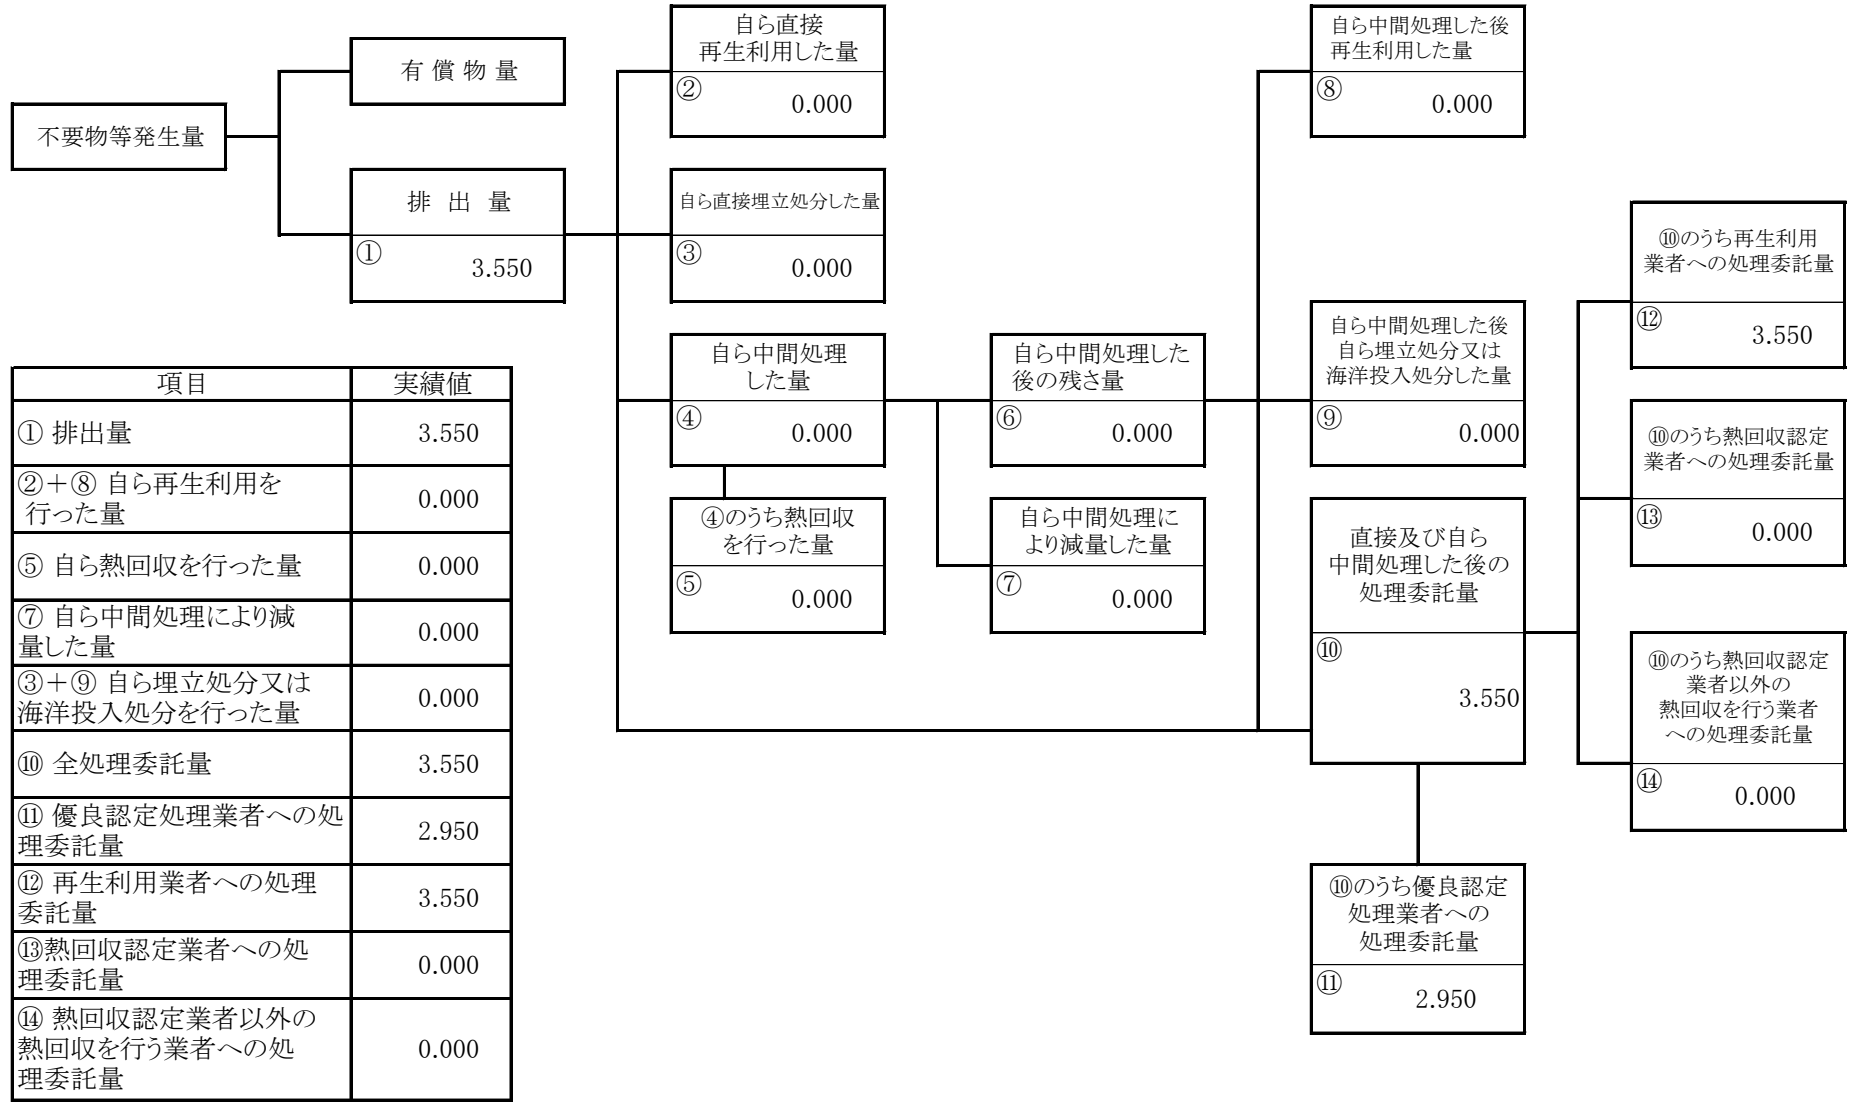 不要物等発生量
有 償 物 量
排 出 量
①
3.550
自ら直接
再生利用した量
②
0.000
自ら直接埋立処分した量
③
0.000
自ら中間処理
した量
④
0.000
④のうち熱回収
を行った量
⑤
0.000
自ら中間処理した
後の残さ量
⑥
0.000
自ら中間処理に
より減量した量
⑦
0.000
自ら中間処理した後
再生利用した量
⑧
0.000
自ら中間処理した後
自ら埋立処分又は
海洋投入処分した量
⑨
0.000
直接及び自ら
中間処理した後の
処理委託量
⑩
3.550
⑩のうち優良認定
処理業者への
処理委託量
⑪
2.950
⑩のうち再生利用
業者への処理委託量
⑫
3.550
⑩のうち熱回収認定
業者への処理委託量
⑬
0.000
⑩のうち熱回収認定
業者以外の
熱回収を行う業者
への処理委託量
⑭
0.000
項目 実績値
① 排出量 3.550
②＋⑧ 自ら再生利用を
行った量 0.000
⑤ 自ら熱回収を行った量 0.000
⑦ 自ら中間処理により減
量した量 0.000
③＋⑨ 自ら埋立処分又は
海洋投入処分を行った量 0.000
⑩ 全処理委託量 3.550
⑪ 優良認定処理業者への処
理委託量 2.950
⑫ 再生利用業者への処理
委託量 3.550
⑬熱回収認定業者への処
理委託量 0.000
⑭ 熱回収認定業者以外の
熱回収を行う業者への処 0.000
理委託量